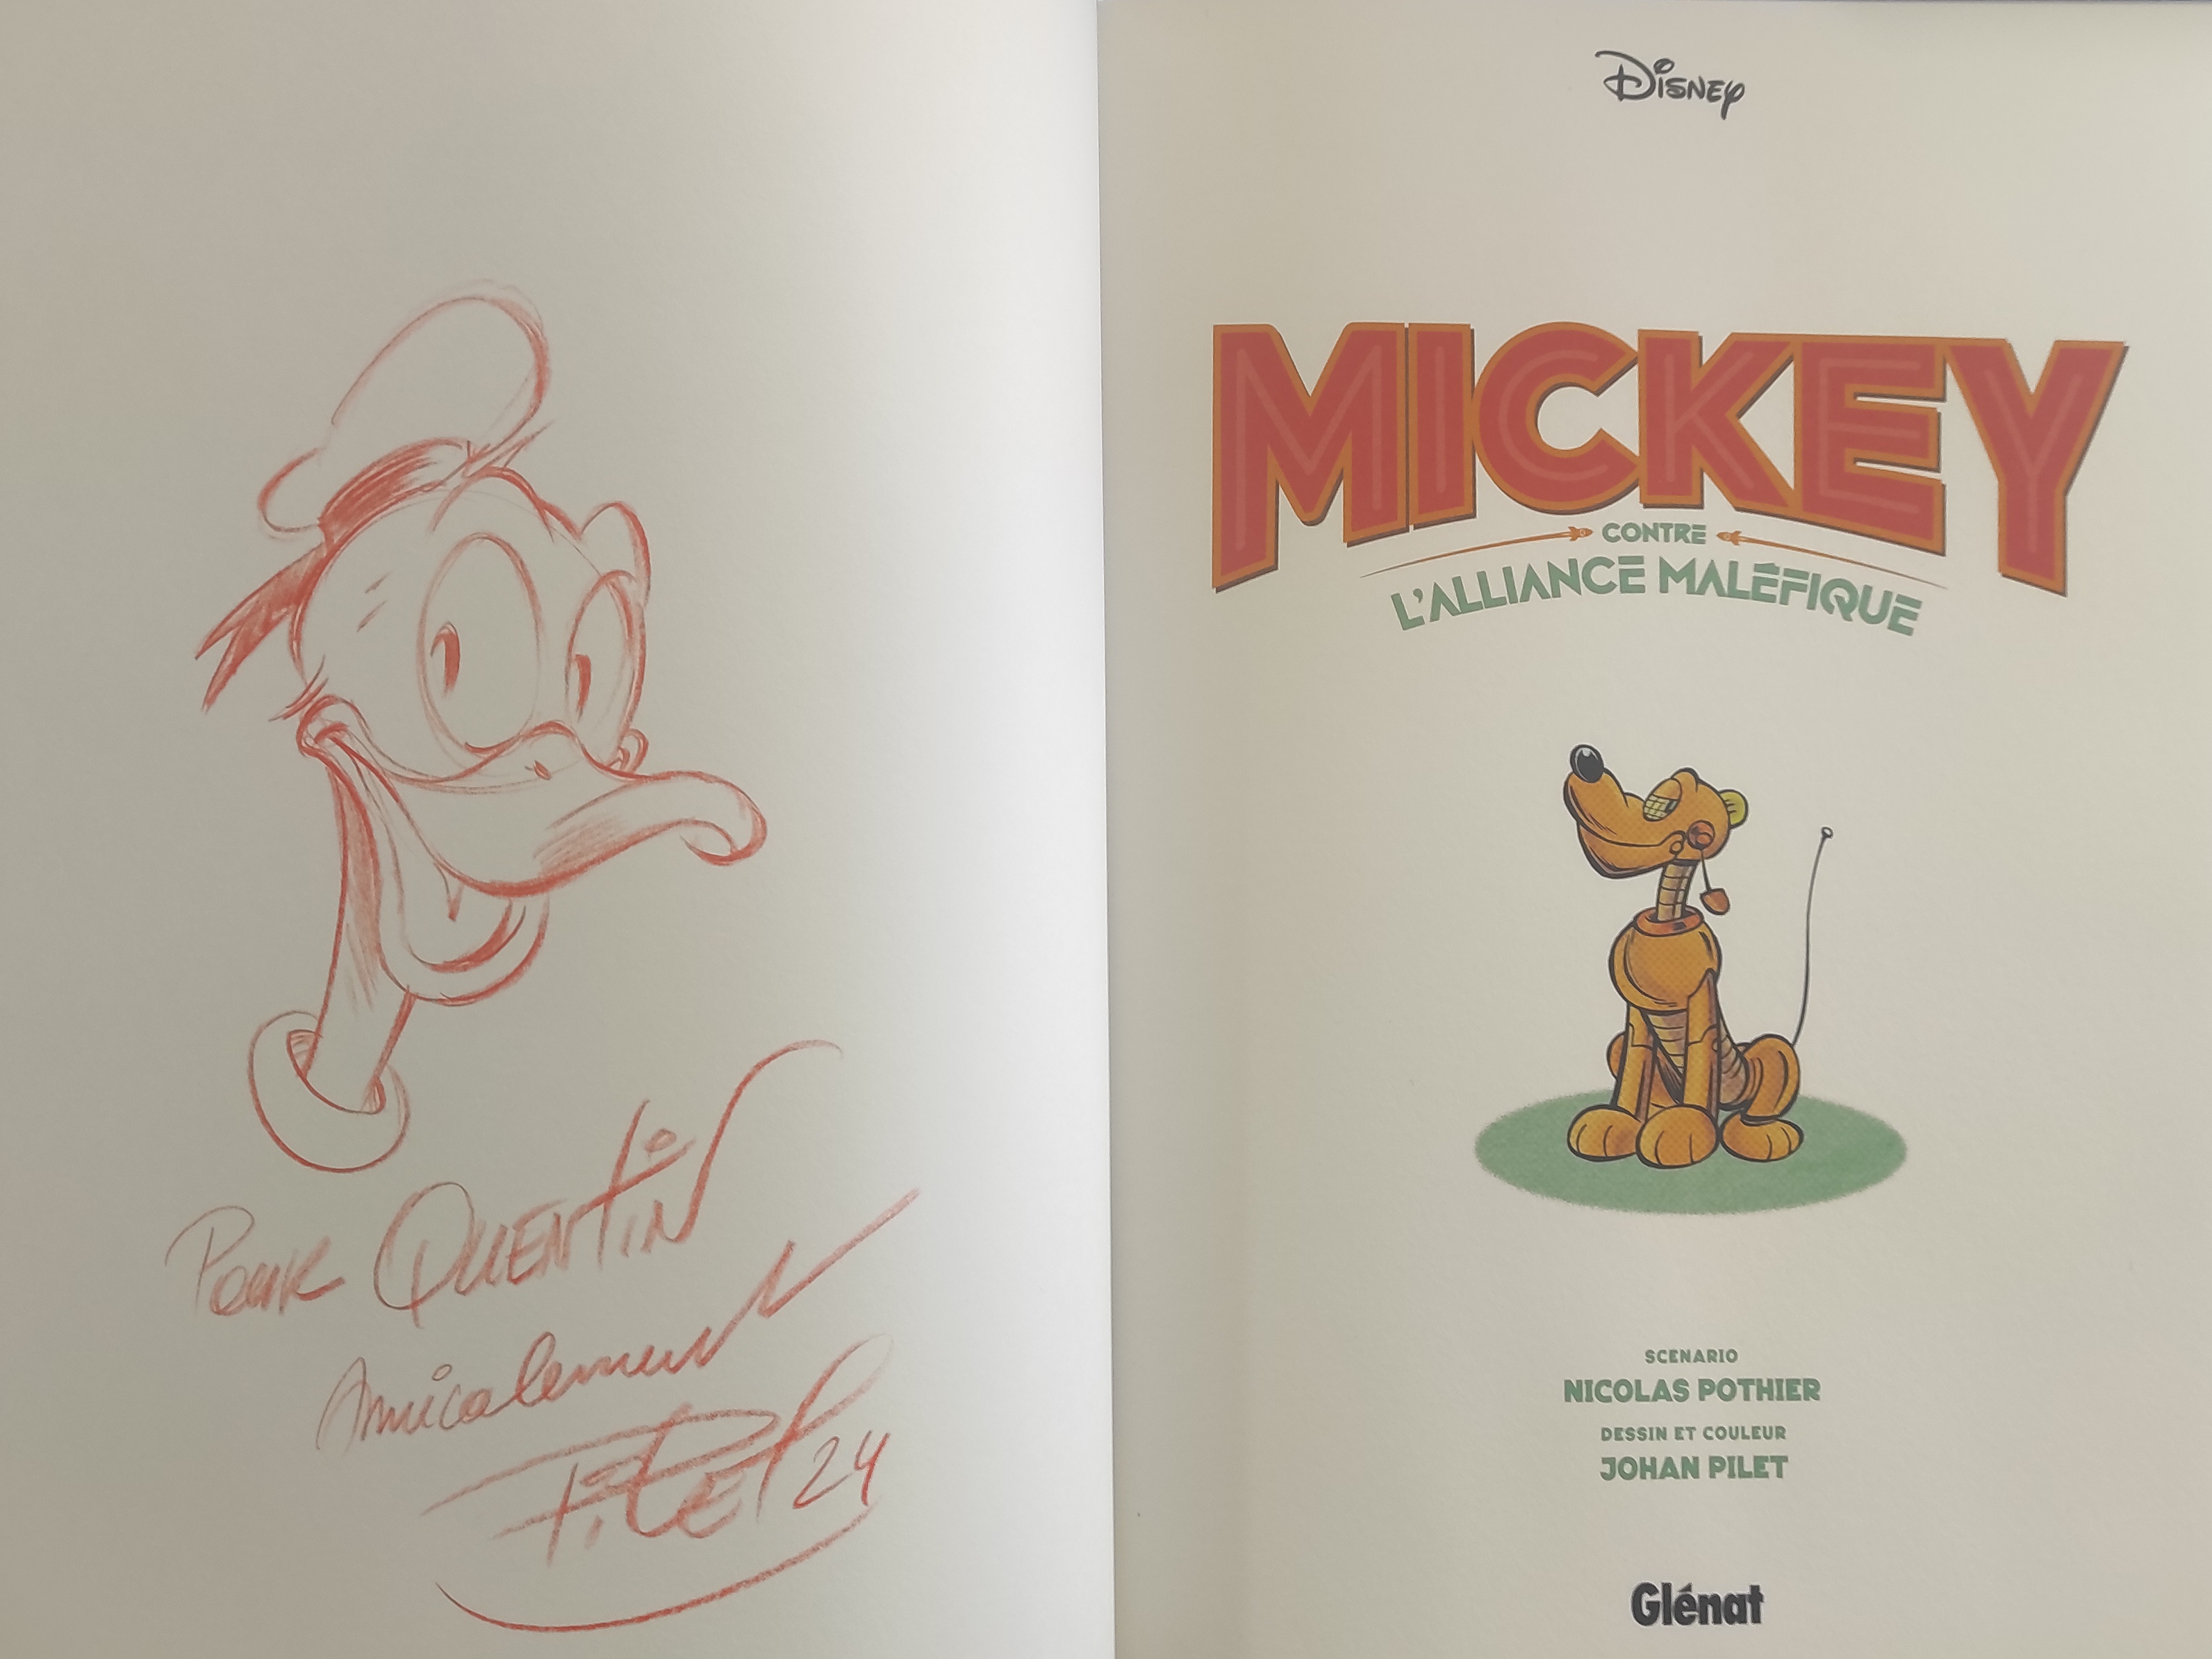 Pour QUENTIN
Amicalement
PILET 24
DISNEY
MICKEY
CONTRE
L'ALLIANCE MALÉFIQUE
SCENARIO
NICOLAS POTHIER
DESSIN ET COULEUR
JOHAN PILET
Glénat